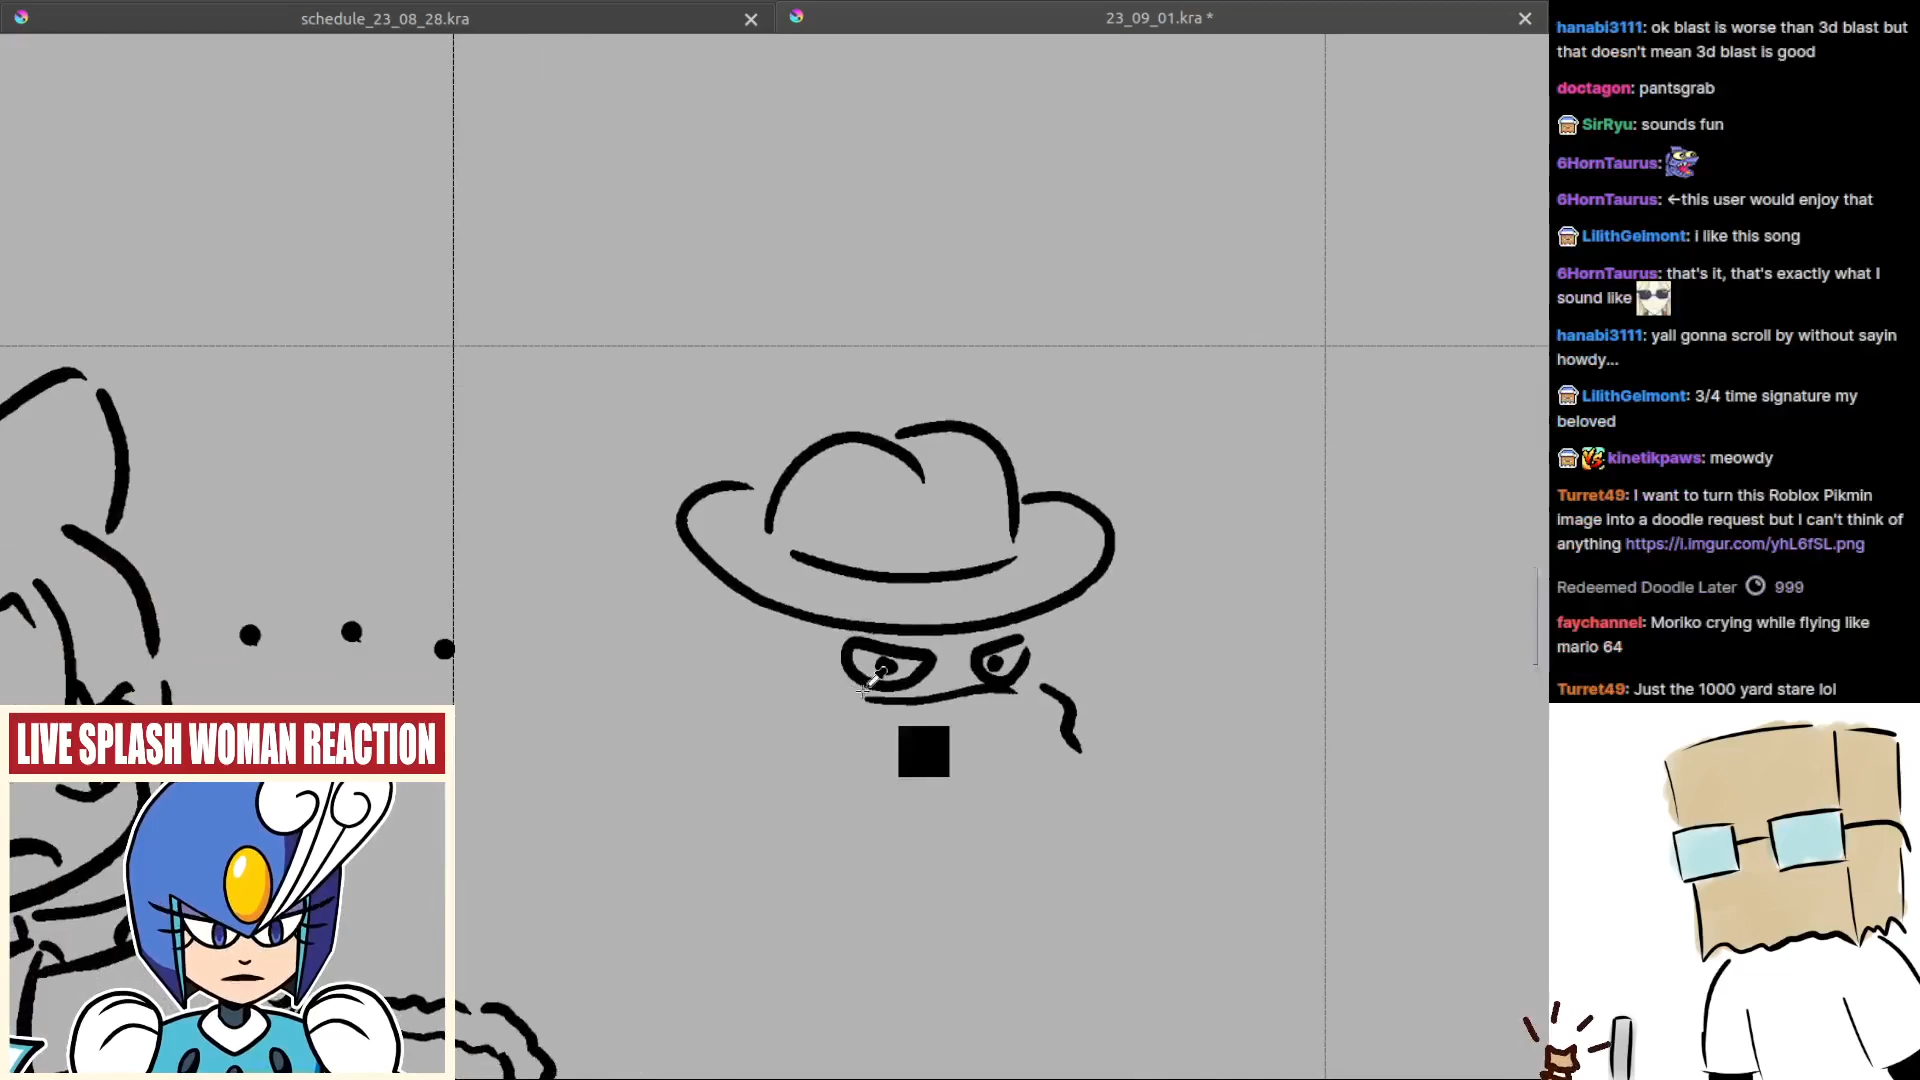 schedule_23_08_28.kra
23_09_01.kra *
hanabi3111: ok blast is worse than 3d blast but
that doesn't mean 3d blast is good
doctagon: pantsgrab
SirRyu: sounds fun
6HornTaurus:
6HornTaurus: ←this user would enjoy that
LilithGelmont: i like this song
6HornTaurus: that's it, that's exactly what I
sound like
hanabi3111: yall gonna scroll by without sayin
howdy...
LilithGelmont: 3/4 time signature my
beloved
kinetikpaws: meowdy
Turret49: I want to turn this Roblox Pikmin
image into a doodle request but I can't think of
anything https://i.imgur.com/yhL6fSL.png
Redeemed Doodle Later 999
faychannel: Moriko crying while flying like
mario 64
Turret49: Just the 1000 yard stare lol
LIVE SPLASH WOMAN REACTION